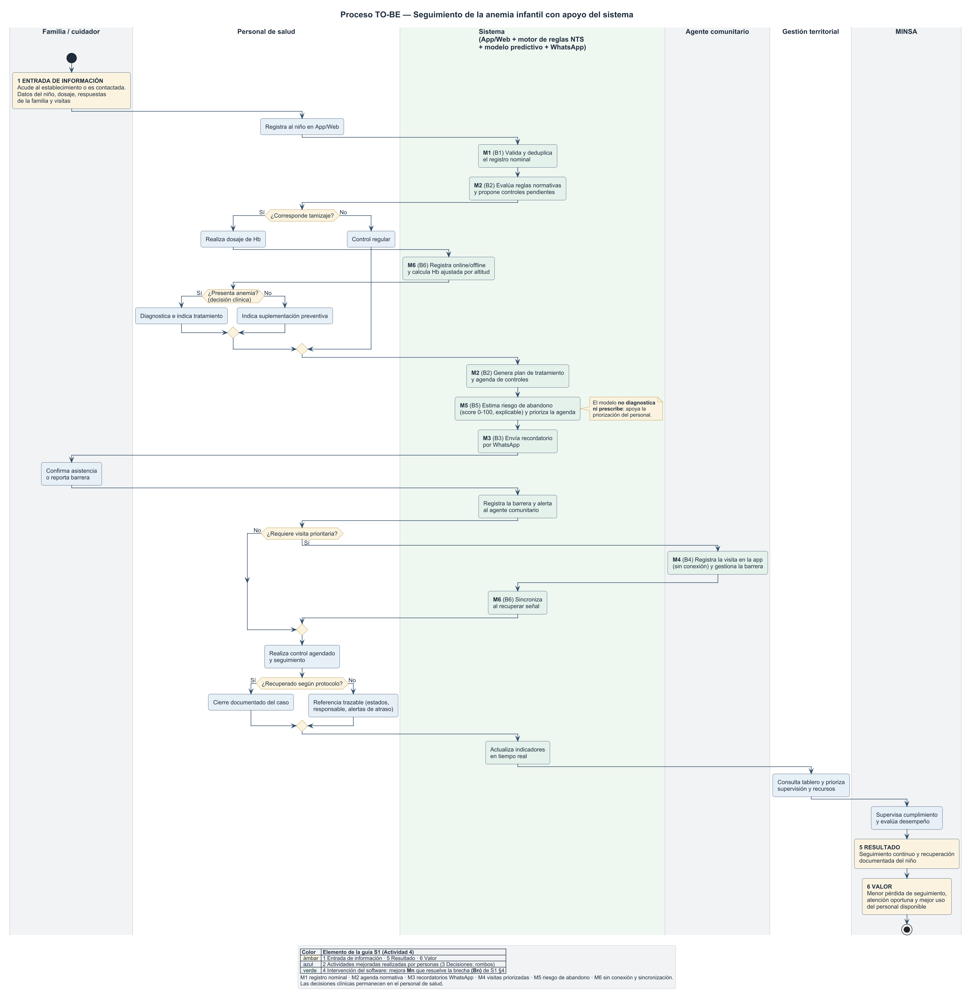 Proceso TO-BE — Seguimiento de la anemia infantil con apoyo del sistema
Familia / cuidador
Personal de salud
Sistema
(App/Web + motor de reglas NTS
+ modelo predictivo + WhatsApp)
Agente comunitario
Gestión territorial
MINSA
1 ENTRADA DE INFORMACIÓN
Acude al establecimiento o es contactada.
Datos del niño, dosaje, respuestas
de la familia y visitas
Registra al niño en App/Web
M1 (B1) Valida y deduplica
el registro nominal
M2 (B2) Evalúa reglas normativas
y propone controles pendientes
Sí
¿Corresponde tamizaje?
No
Realiza dosaje de Hb
Control regular
M6 (B6) Registra online/offline
y calcula Hb ajustada por altitud
Sí
¿Presenta anemia?
(decisión clínica)
No
Diagnostica e indica tratamiento
Indica suplementación preventiva
M2 (B2) Genera plan de tratamiento
y agenda de controles
M5 (B5) Estima riesgo de abandono
(score 0-100, explicable) y prioriza la agenda
El modelo no diagnostica
ni prescribe: apoya la
priorización del personal.
M3 (B3) Envía recordatorio
por WhatsApp
Confirma asistencia
o reporta barrera
Registra la barrera y alerta
al agente comunitario
No
¿Requiere visita prioritaria?
Sí
M4 (B4) Registra la visita en la app
(sin conexión) y gestiona la barrera
M6 (B6) Sincroniza
al recuperar señal
Realiza control agendado
y seguimiento
Sí
¿Recuperado según protocolo?
No
Cierre documentado del caso
Referencia trazable (estados,
responsable, alertas de atraso)
Actualiza indicadores
en tiempo real
Consulta tablero y prioriza
supervisión y recursos
Supervisa cumplimiento
y evalúa desempeño
5 RESULTADO
Seguimiento continuo y recuperación
documentada del niño
6 VALOR
Menor pérdida de seguimiento,
atención oportuna y mejor uso
del personal disponible
Color Elemento de la guía S1 (Actividad 4)
ámbar 1 Entrada de información · 5 Resultado · 6 Valor
azul 2 Actividades mejoradas realizadas por personas (3 Decisiones: rombos)
verde 4 Intervención del software: mejora Mn que resuelve la brecha (Bn) de S1 §4
M1 registro nominal · M2 agenda normativa · M3 recordatorios WhatsApp · M4 visitas priorizadas · M5 riesgo de abandono · M6 sin conexión y sincronización.
Las decisiones clínicas permanecen en el personal de salud.